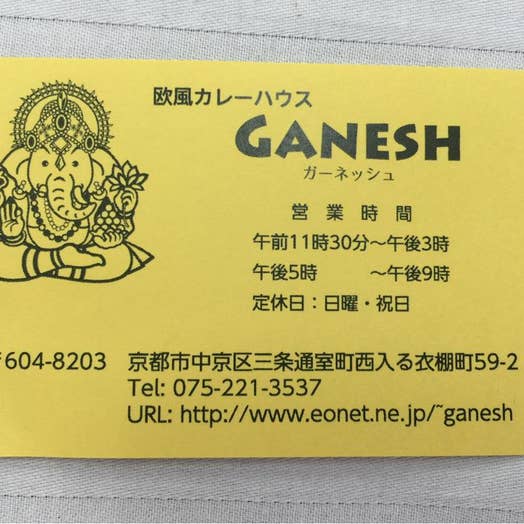 欧風カレーハウス
GANESH
ガーネッシュ
営業時間
午前11時30分～午後3時
午後5時　　～午後9時
定休日：日曜・祝日
〒604-8203　京都市中京区三条通室町西入る衣棚町59-2
Tel: 075-221-3537
URL: http://www.eonet.ne.jp/~ganesh